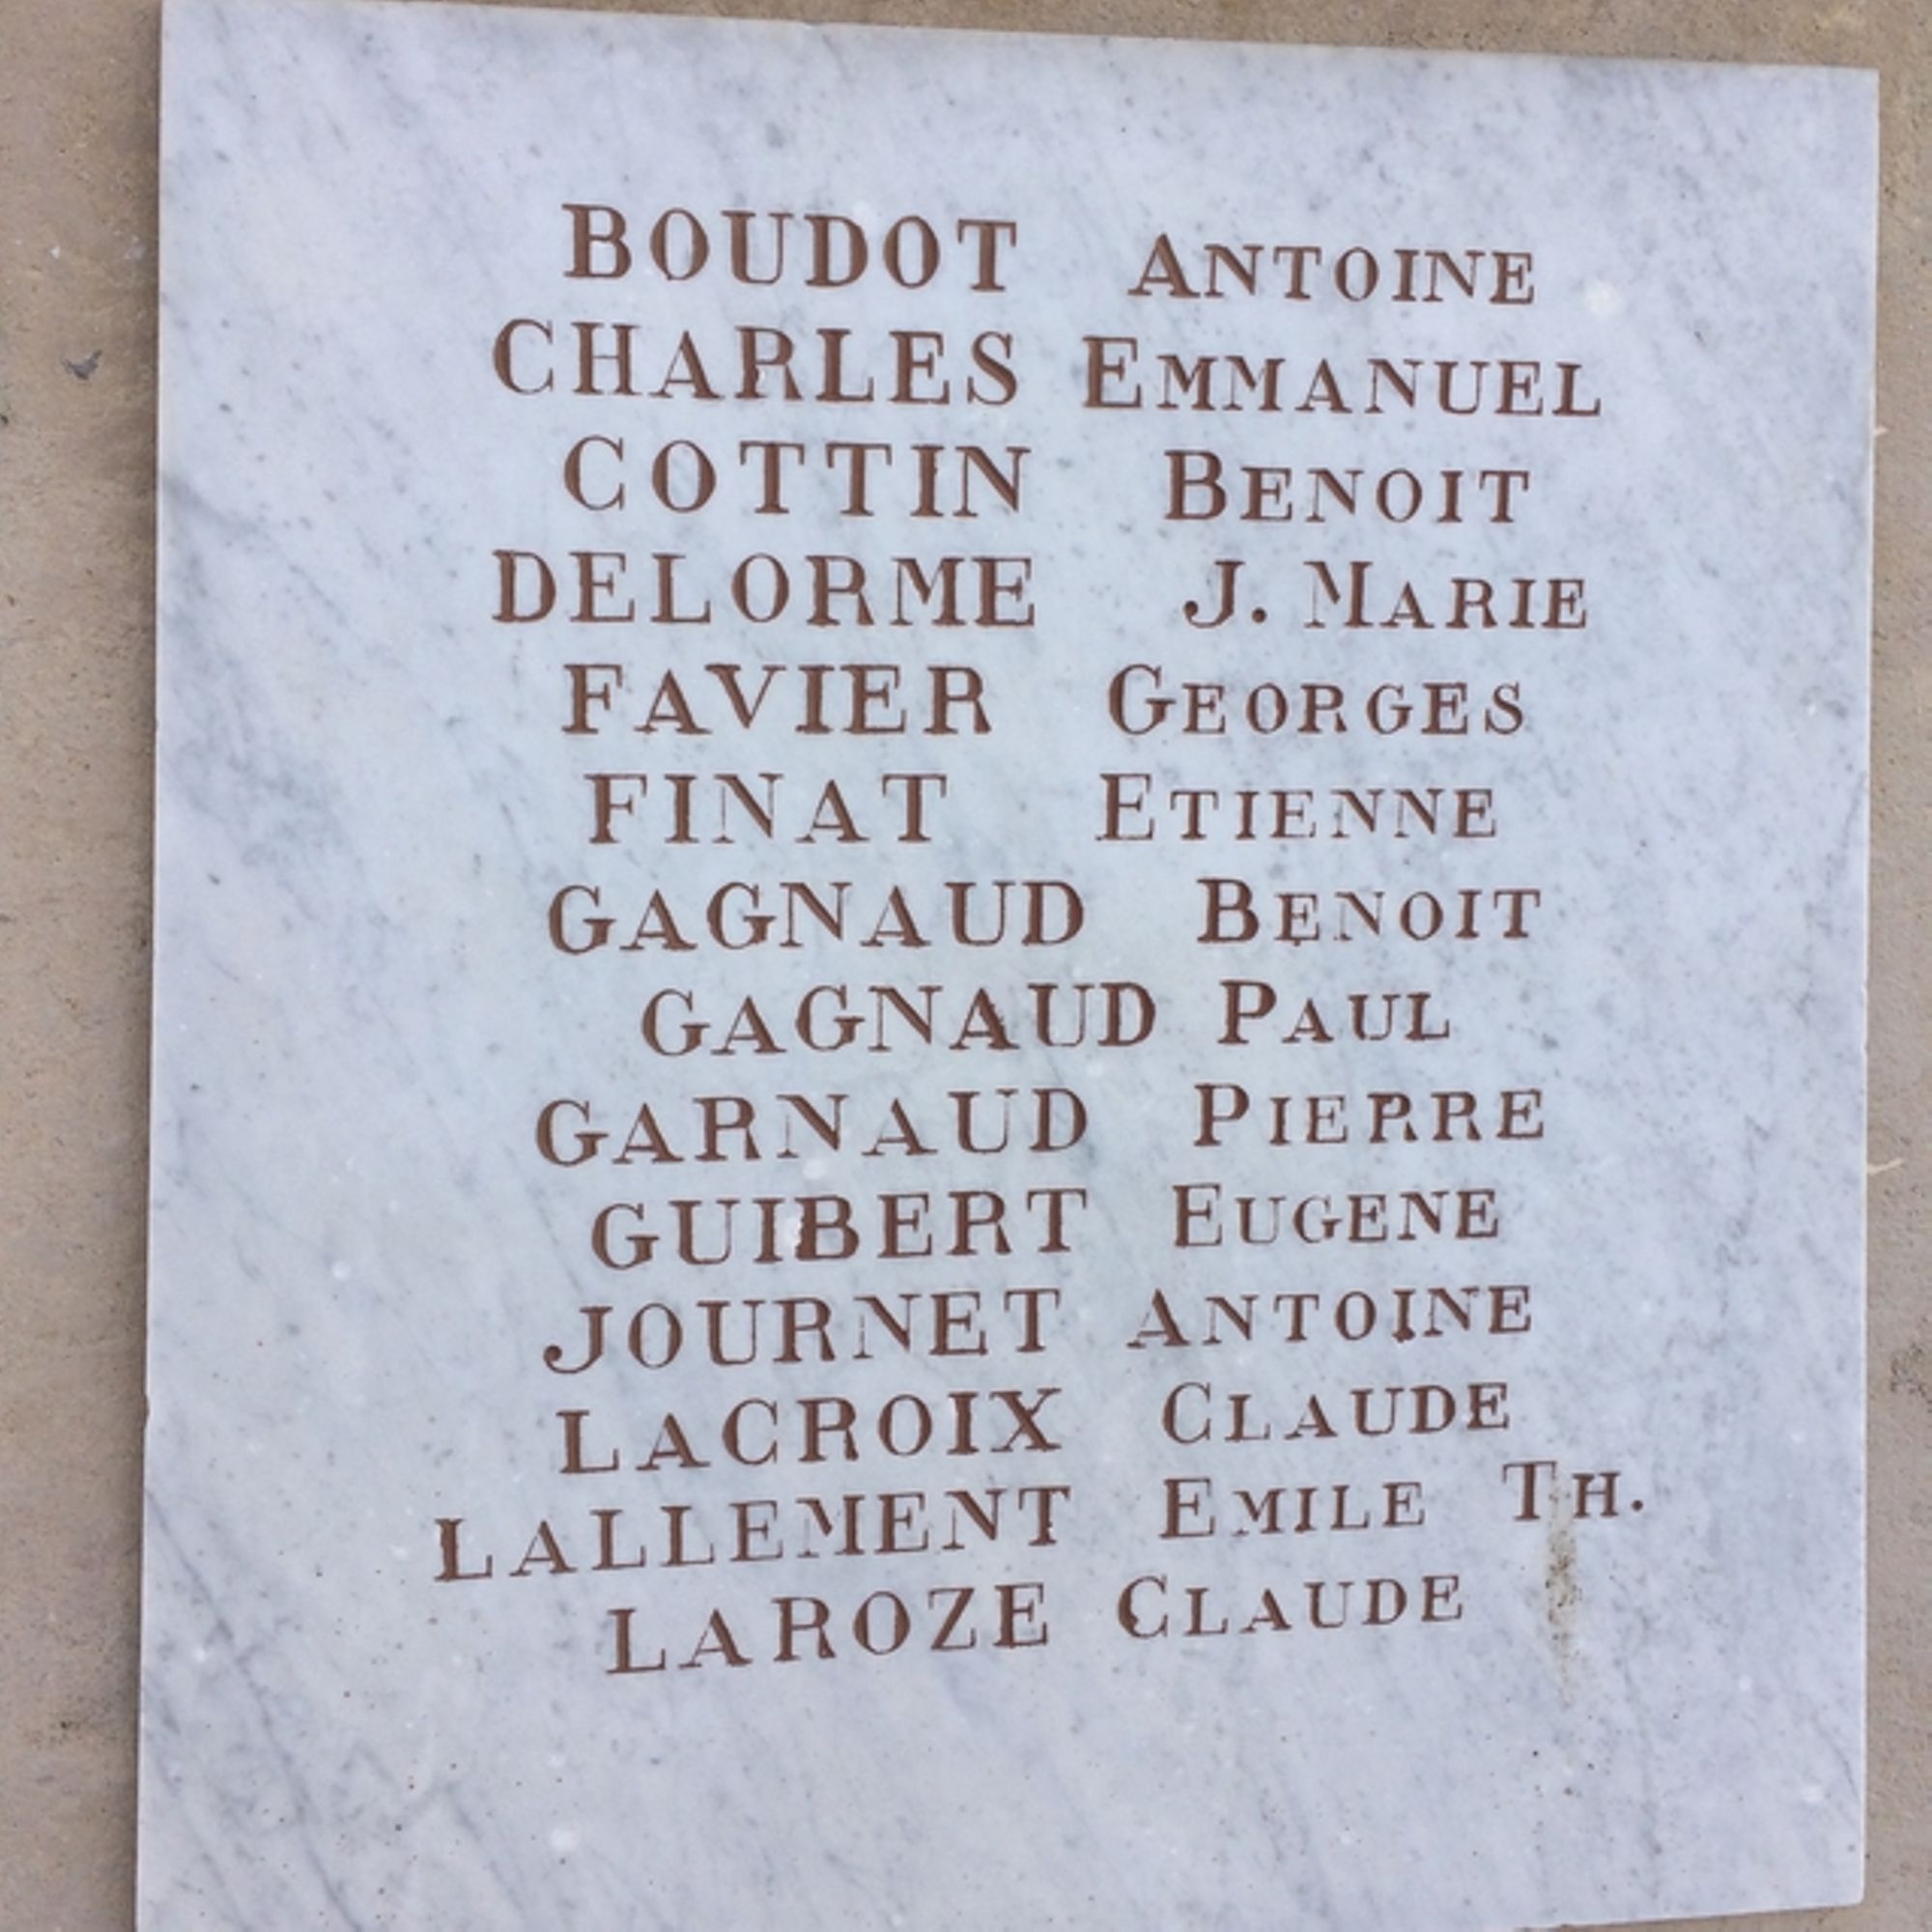 BOUDOT ANTOINE
CHARLES EMMANUEL
COTTIN BENOIT
DELORME J. MARIE
FAVIER GEORGES
FINAT ETIENNE
GAGNAUD BENOIT
GAGNAUD PAUL
GARNAUD PIERRE
GUIBERT EUGENE
JOURNET ANTOINE
LACROIX CLAUDE
LALLEMENT EMILE TH.
LAROZE CLAUDE